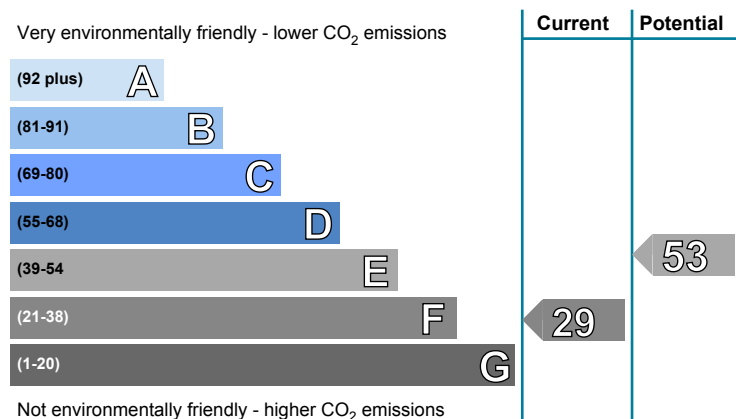 Very environmentally friendly - lower CO2 emissions
Current
Potential
(92 plus) A
(81-91) B
(69-80) C
(55-68) D
(39-54 E
53
(21-38) F
29
(1-20) G
Not environmentally friendly - higher CO2 emissions